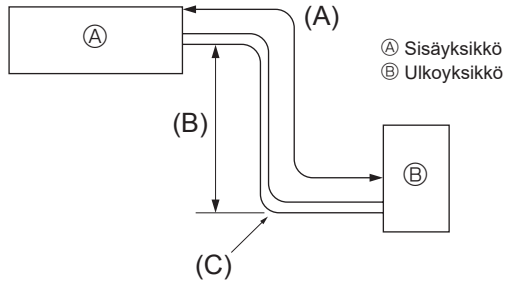 (A)
Ⓐ
Ⓐ Sisäyksikkö
Ⓑ Ulkoyksikkö
(B)
Ⓑ
(C)